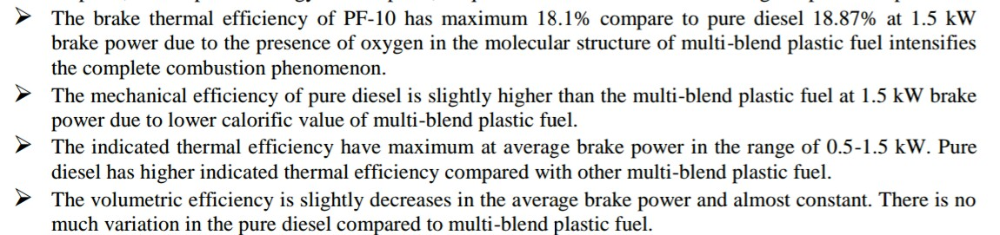 ➢ The brake thermal efficiency of PF-10 has maximum 18.1% compare to pure diesel 18.87% at 1.5 kW
brake power due to the presence of oxygen in the molecular structure of multi-blend plastic fuel intensifies
the complete combustion phenomenon.
➢ The mechanical efficiency of pure diesel is slightly higher than the multi-blend plastic fuel at 1.5 kW brake
power due to lower calorific value of multi-blend plastic fuel.
➢ The indicated thermal efficiency have maximum at average brake power in the range of 0.5-1.5 kW. Pure
diesel has higher indicated thermal efficiency compared with other multi-blend plastic fuel.
➢ The volumetric efficiency is slightly decreases in the average brake power and almost constant. There is no
much variation in the pure diesel compared to multi-blend plastic fuel.